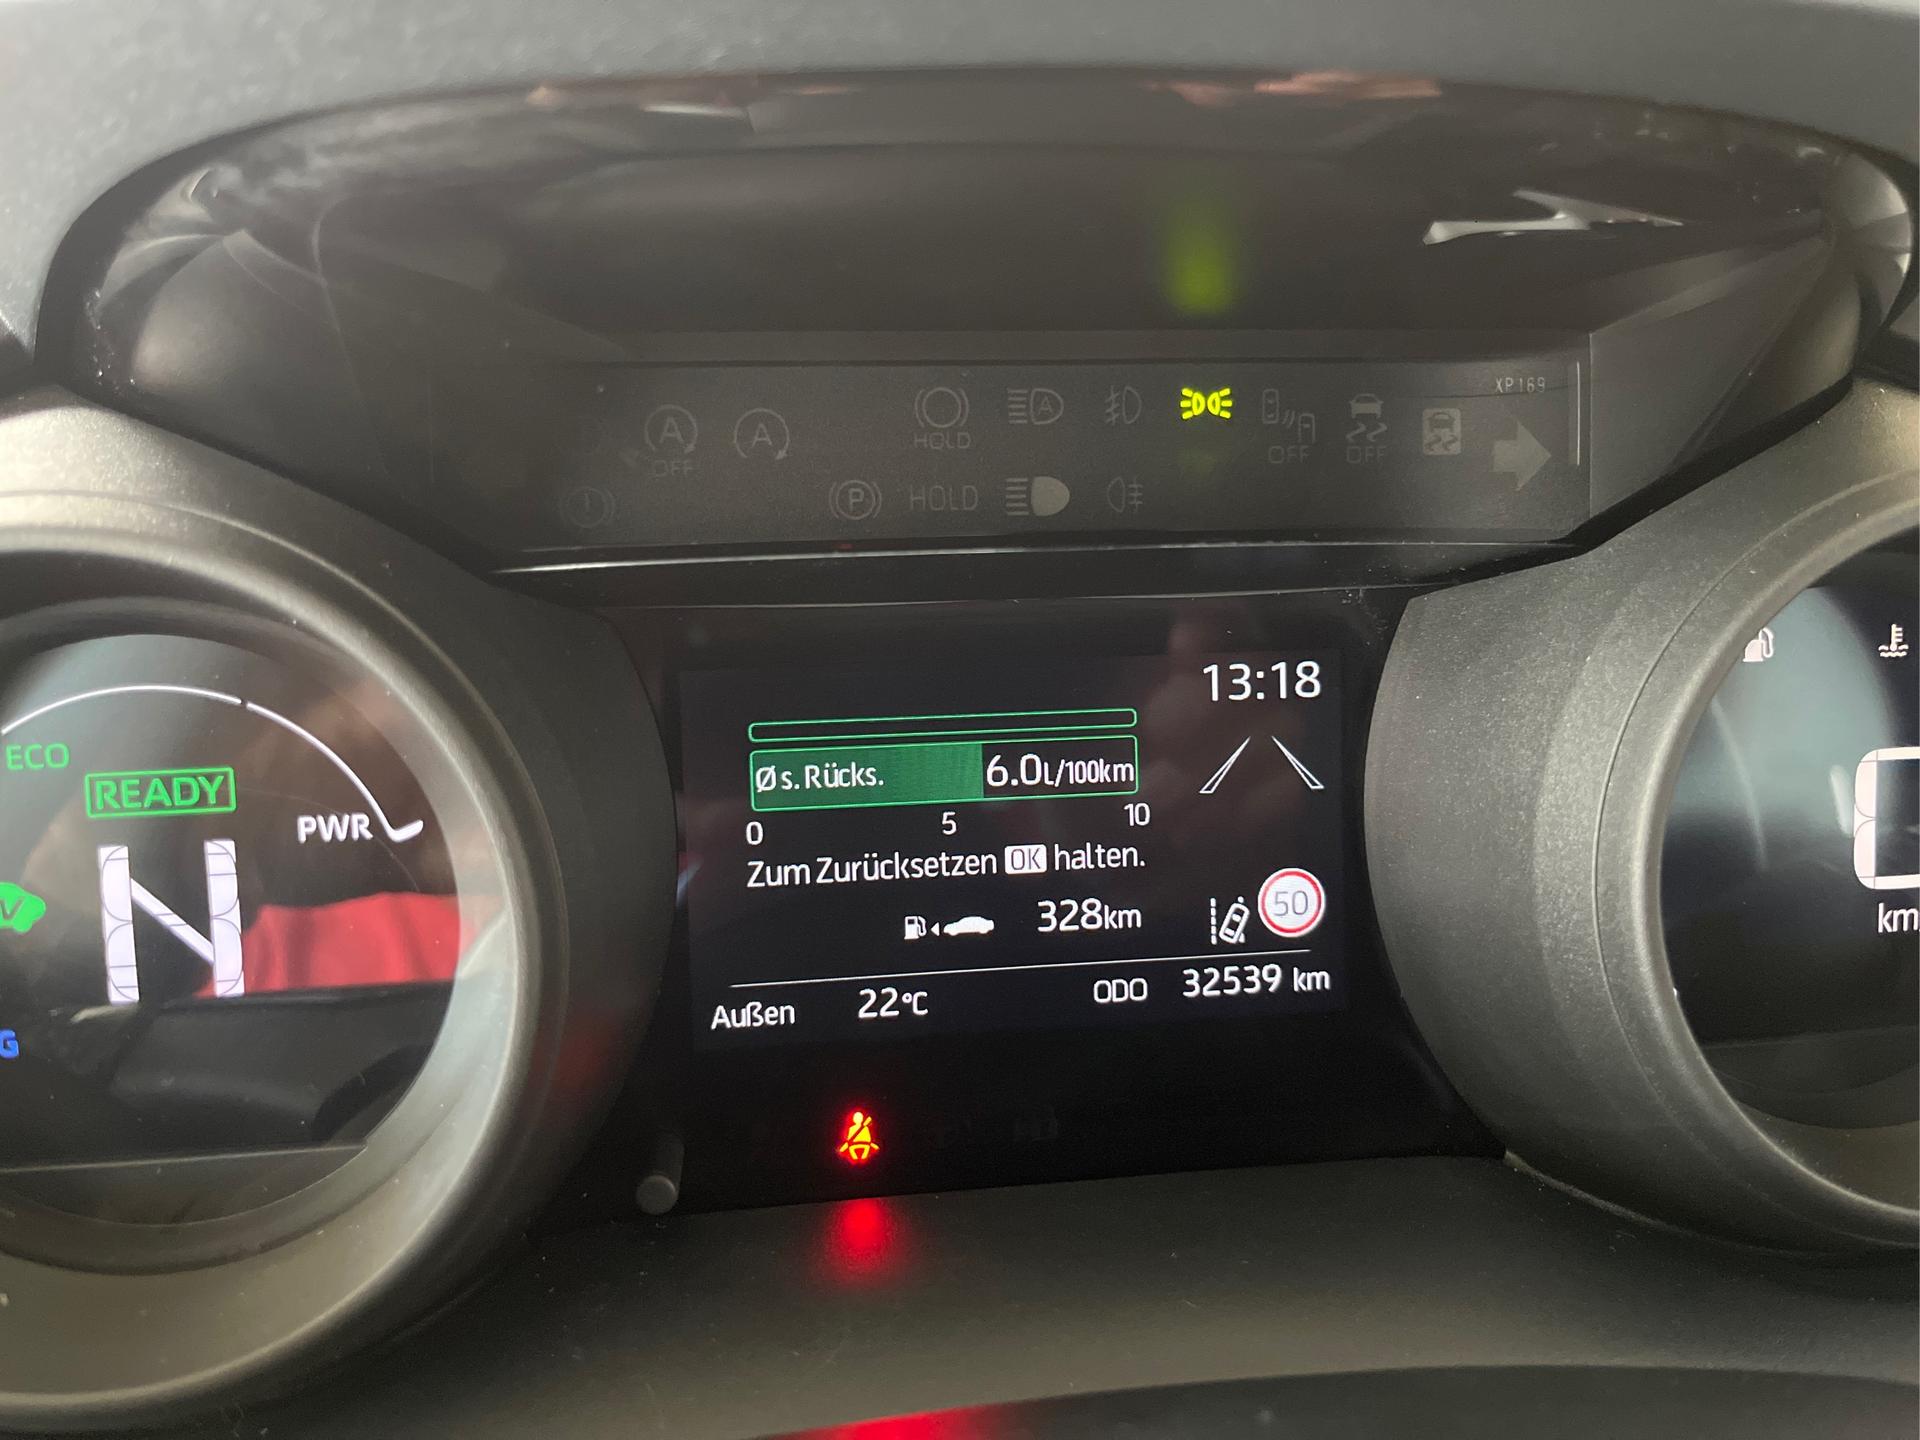 XP169
A
OFF
A
HOLD
A
OFF
OFF
P
HOLD
13:18
ECO
READY
PWR
N
V
G
Ø s. Rücks. 6.0L/100km
0 5 10
Zum Zurücksetzen OK halten.
328km
50
Außen 22°C ODO 32539 km
km